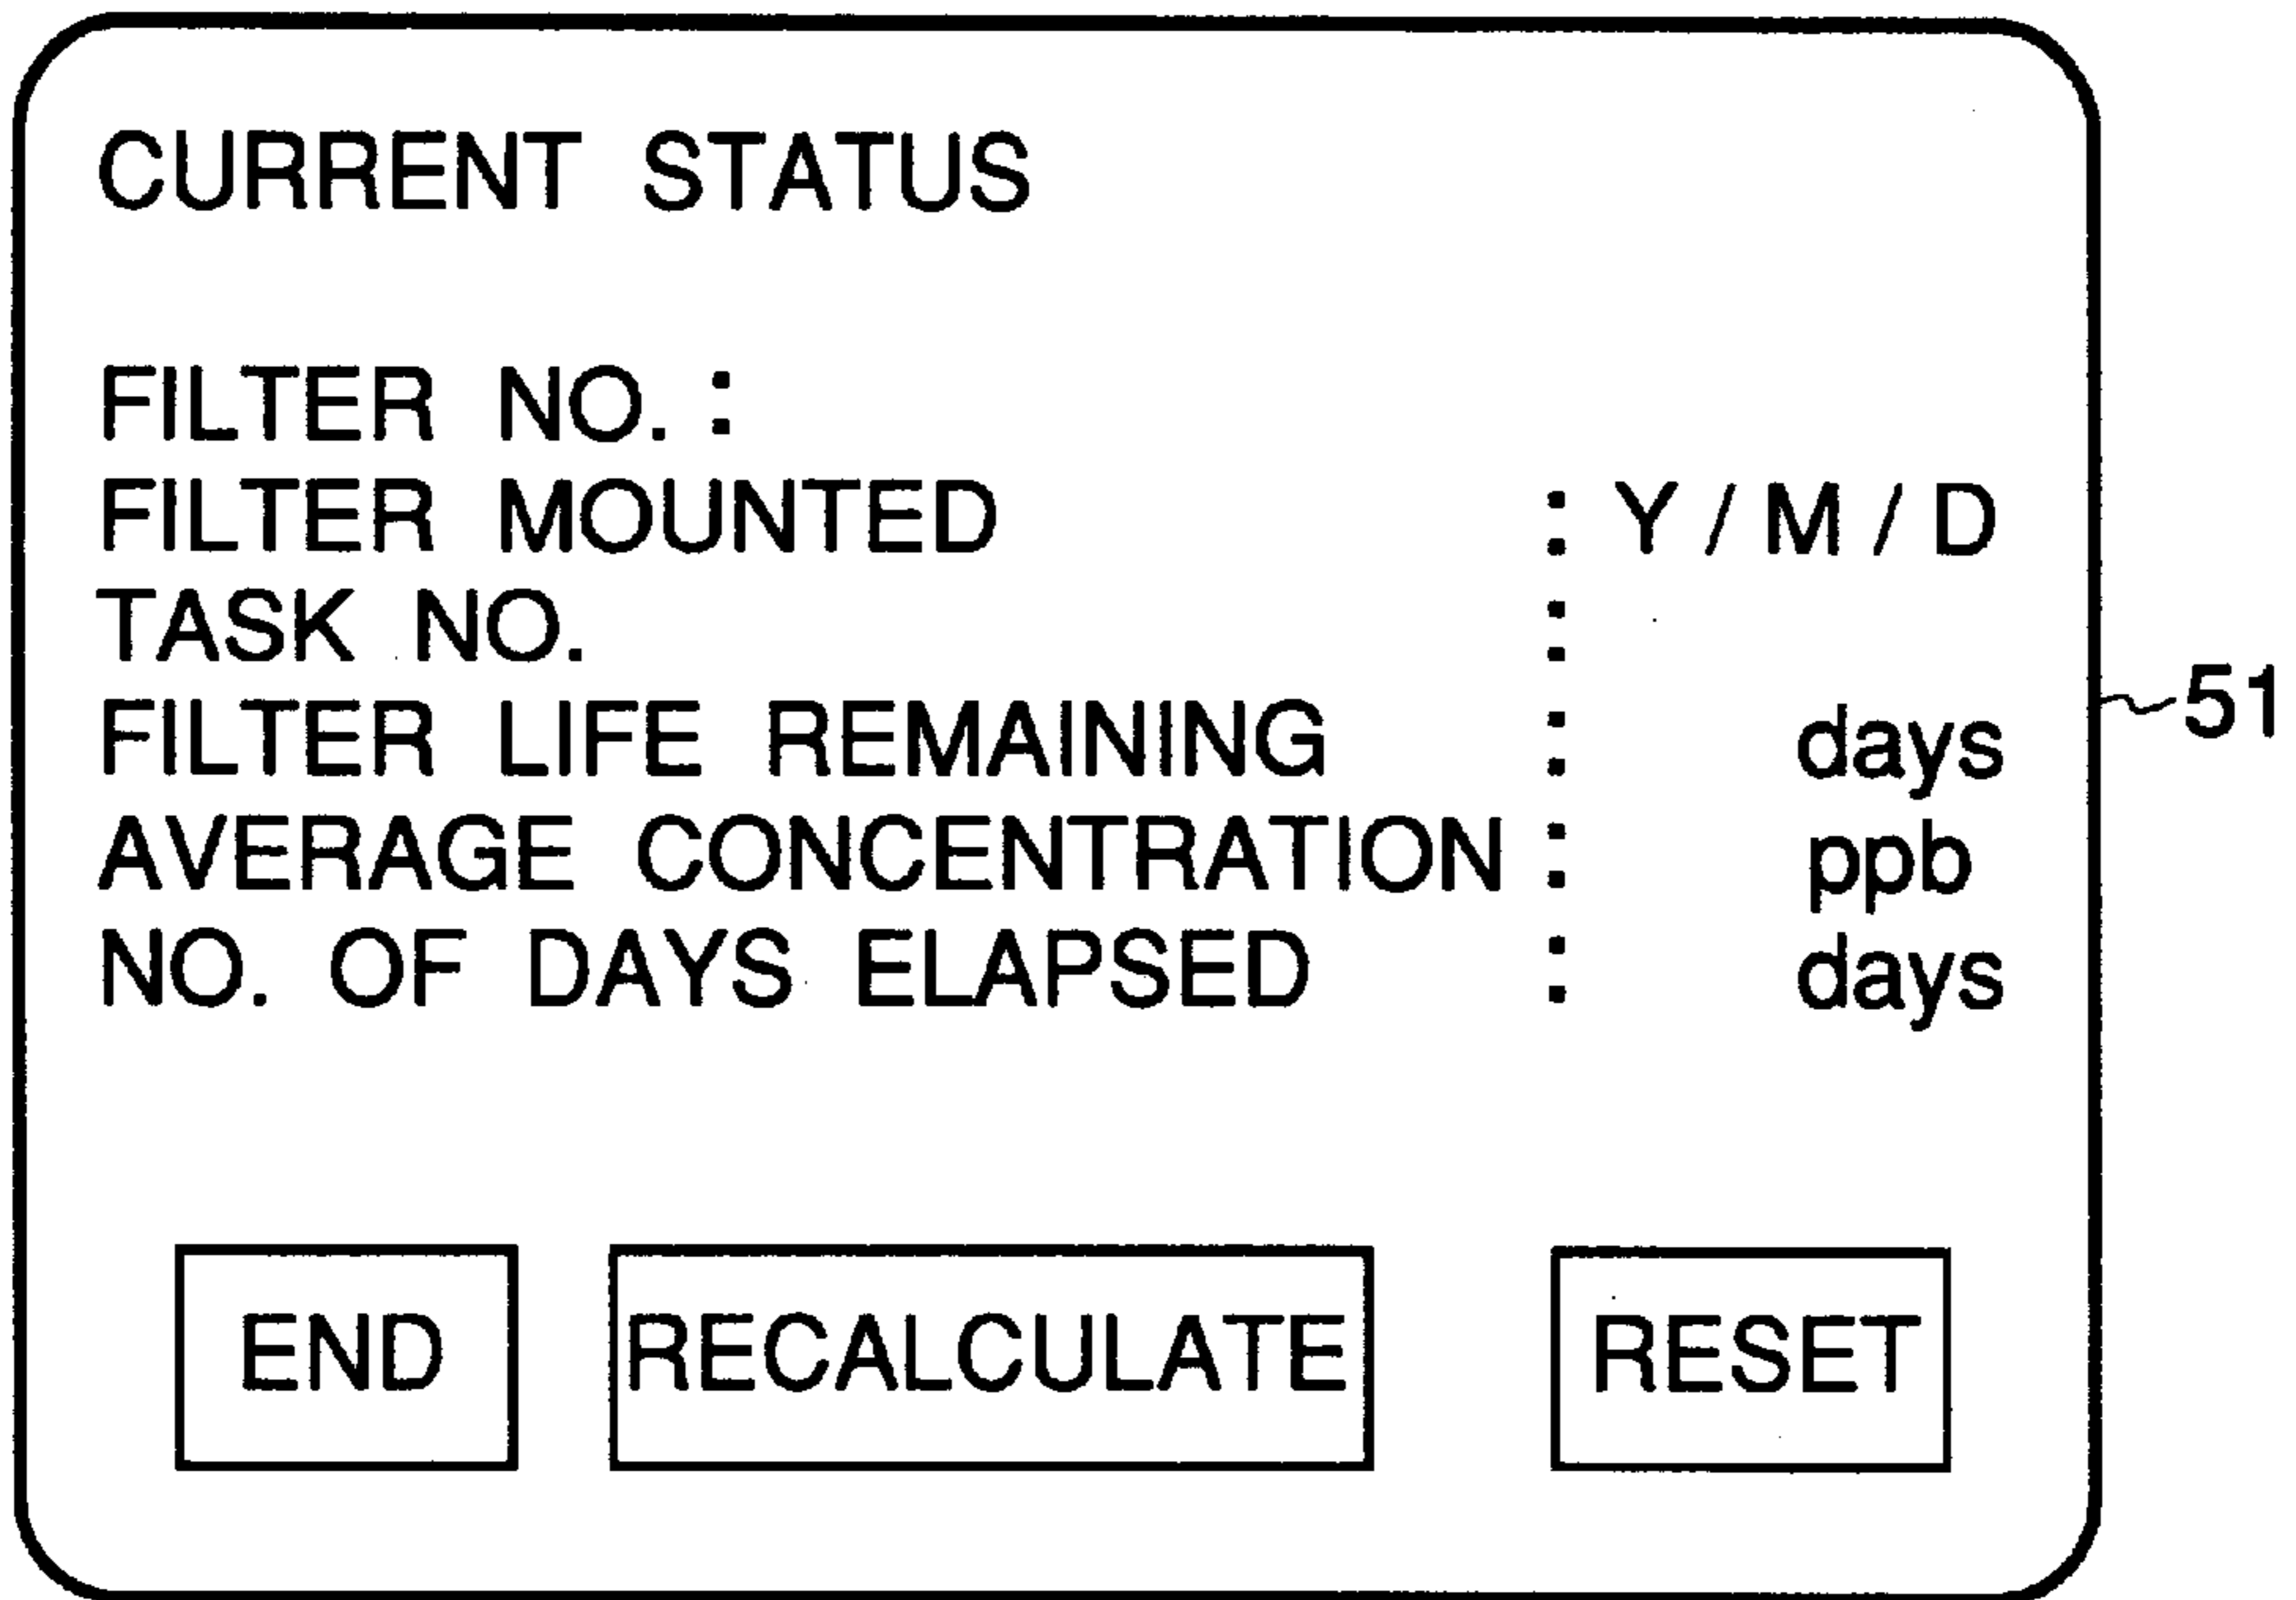 CURRENT STATUS
FILTER NO. :
FILTER MOUNTED : Y / M / D
TASK NO. :
FILTER LIFE REMAINING : days
AVERAGE CONCENTRATION : ppb
NO. OF DAYS ELAPSED : days
51
END RECALCULATE RESET